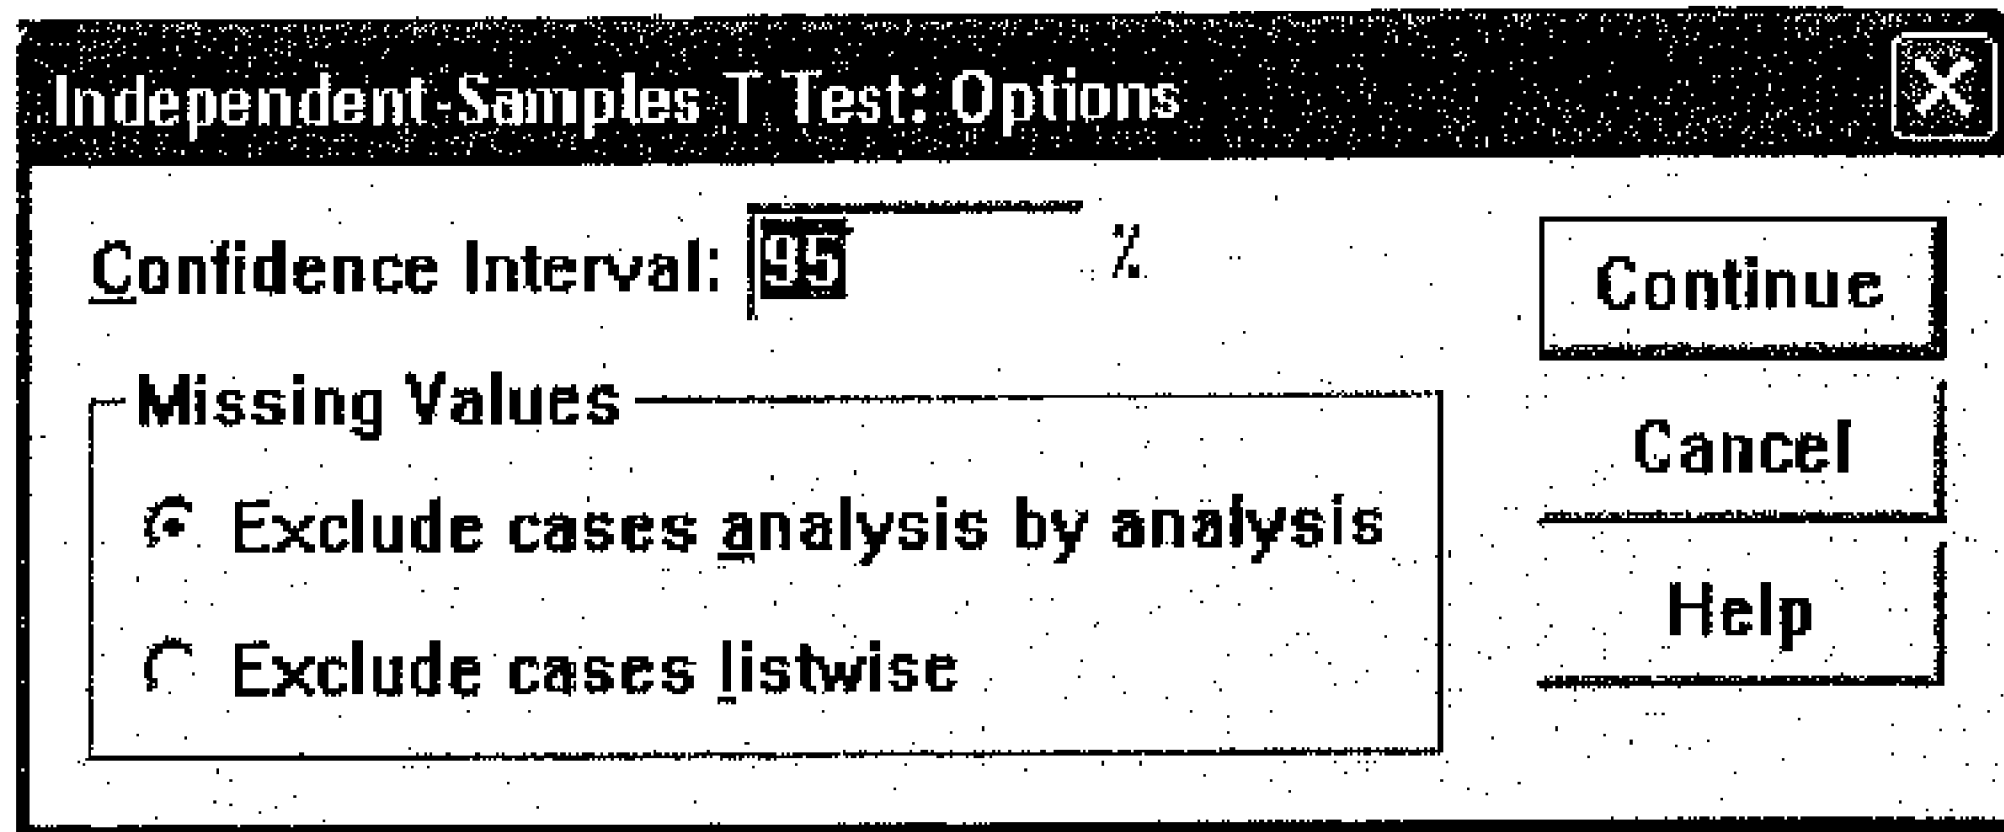 Independent-Samples T Test: Options
Confidence Interval: 95 %
Continue
Missing Values
Cancel
Exclude cases analysis by analysis
Help
Exclude cases listwise